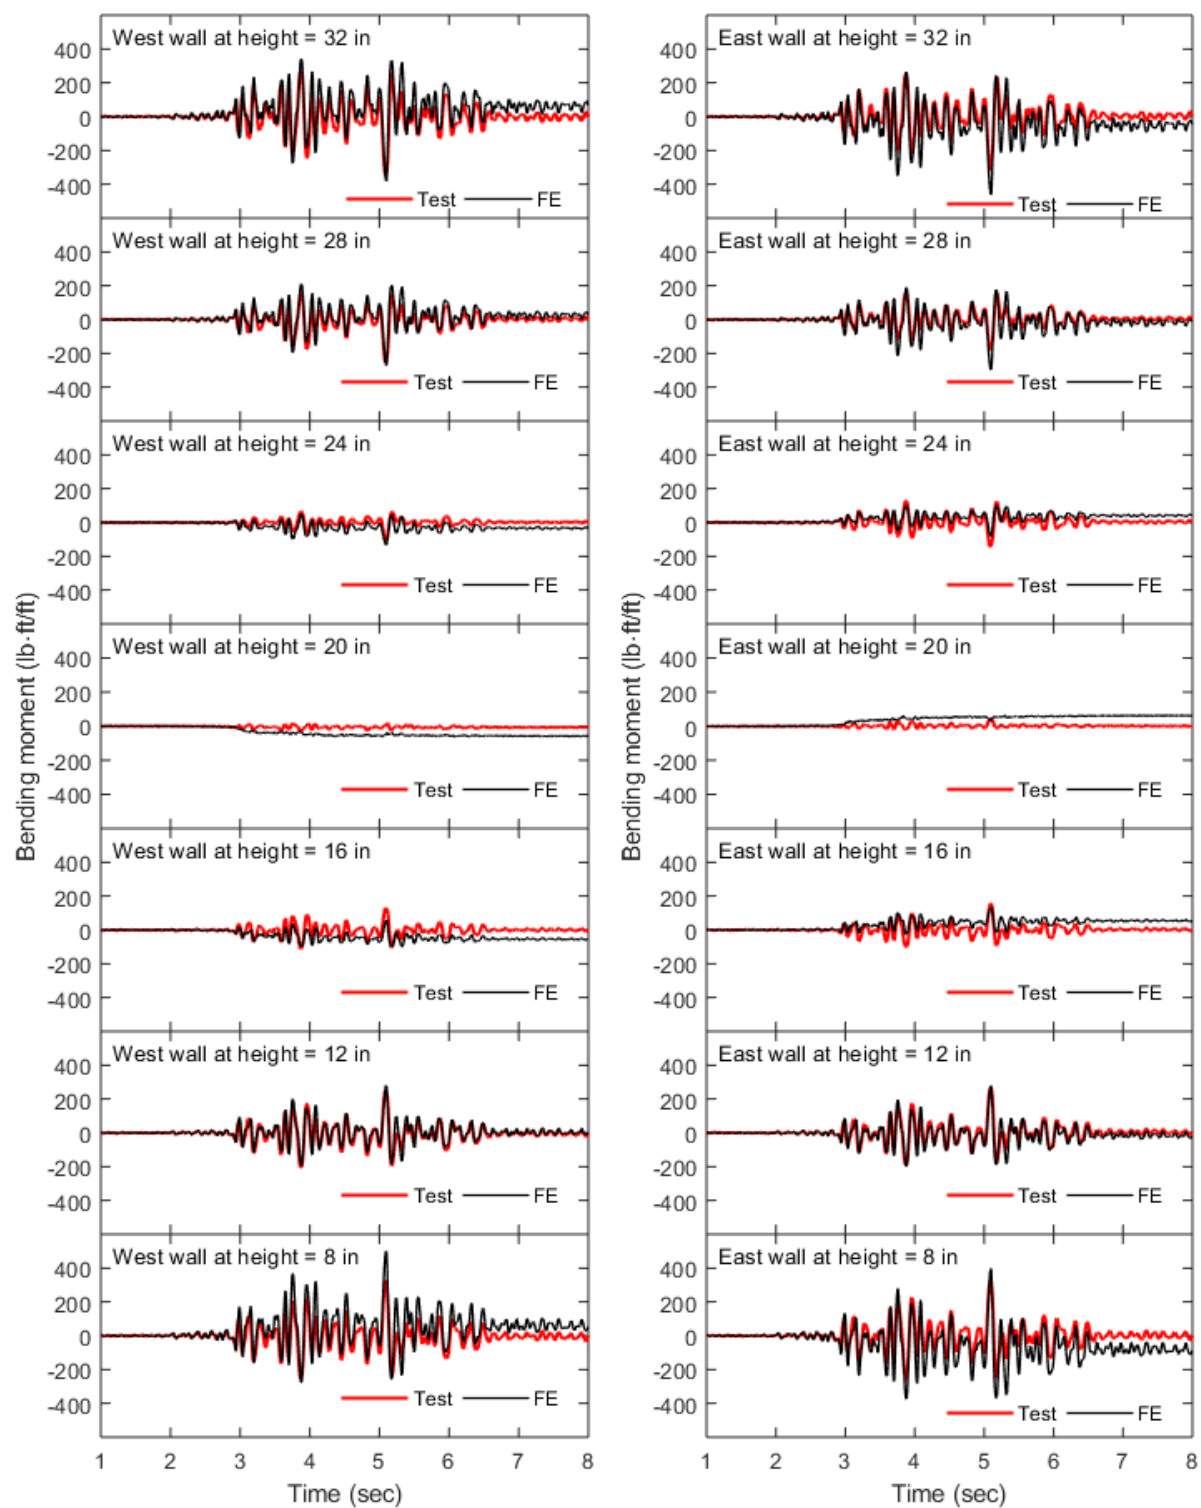 West wall at height = 32 in
400
200
0
-200
-400
Test FE
West wall at height = 28 in
400
200
0
-200
-400
Test FE
West wall at height = 24 in
400
200
0
-200
-400
Test FE
West wall at height = 20 in
400
200
0
-200
-400
Test FE
West wall at height = 16 in
400
200
0
-200
-400
Test FE
West wall at height = 12 in
400
200
0
-200
-400
Test FE
West wall at height = 8 in
400
200
0
-200
-400
Test FE
1 2 3 4 5 6 7 8
Time (sec)
Bending moment (lb·ft/ft)
East wall at height = 32 in
400
200
0
-200
-400
Test FE
East wall at height = 28 in
400
200
0
-200
-400
Test FE
East wall at height = 24 in
400
200
0
-200
-400
Test FE
East wall at height = 20 in
400
200
0
-200
-400
Test FE
East wall at height = 16 in
400
200
0
-200
-400
Test FE
East wall at height = 12 in
400
200
0
-200
-400
Test FE
East wall at height = 8 in
400
200
0
-200
-400
Test FE
1 2 3 4 5 6 7 8
Time (sec)
Bending moment (lb·ft/ft)